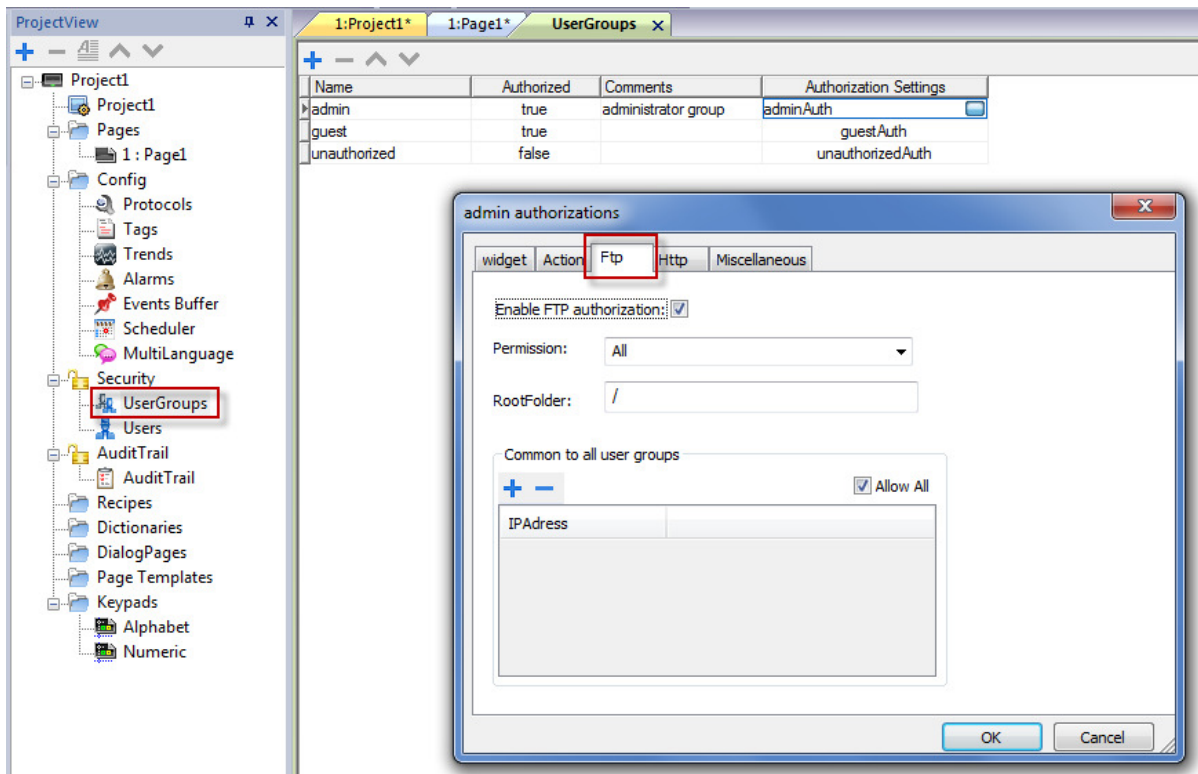 ProjectView
Project1
Project1
Pages
1 : Page1
Config
Protocols
Tags
Trends
Alarms
Events Buffer
Scheduler
MultiLanguage
Security
UserGroups
Users
AuditTrail
AuditTrail
Recipes
Dictionaries
DialogPages
Page Templates
Keypads
Alphabet
Numeric
1:Project1* 1:Page1* UserGroups
Name Authorized Comments Authorization Settings
admin true administrator group adminAuth
guest true guestAuth
unauthorized false unauthorizedAuth
admin authorizations
widget Action Ftp Http Miscellaneous
Enable FTP authorization:
Permission: All
RootFolder: /
Common to all user groups
Allow All
IPAdress
OK Cancel